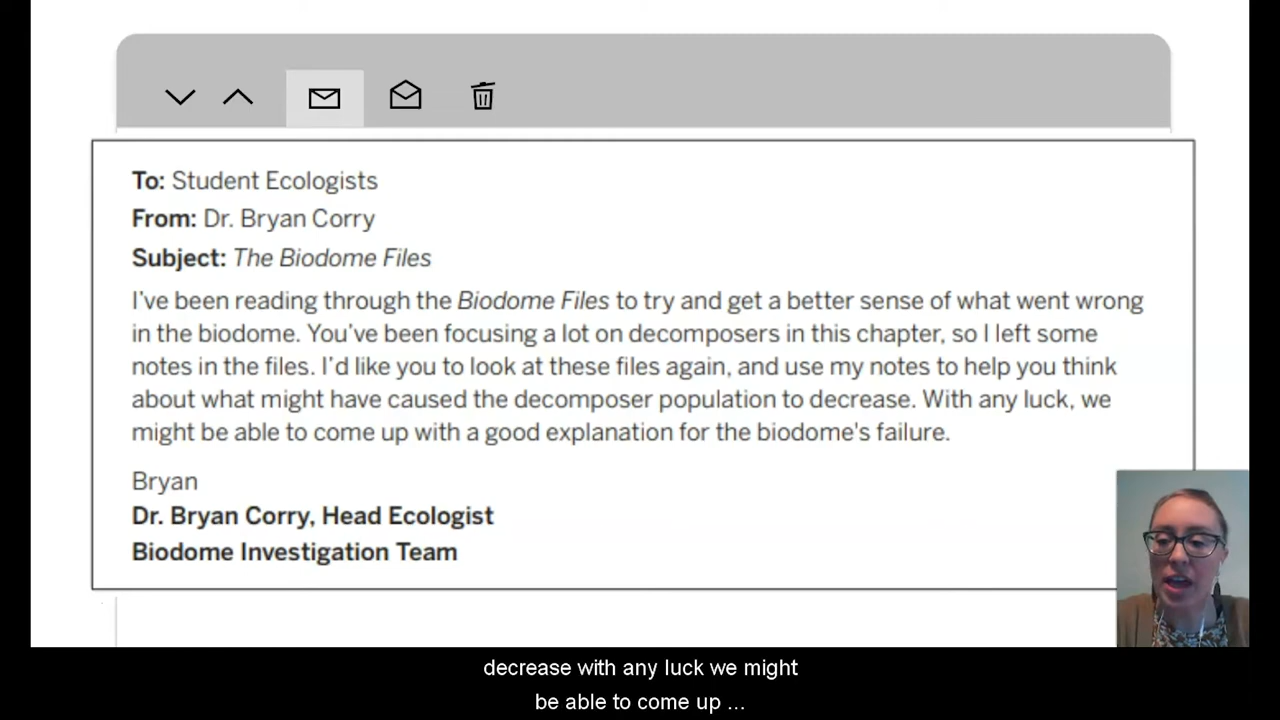 To: Student Ecologists
From: Dr. Bryan Corry
Subject: The Biodome Files
I've been reading through the Biodome Files to try and get a better sense of what went wrong
in the biodome. You've been focusing a lot on decomposers in this chapter, so I left some
notes in the files. I'd like you to look at these files again, and use my notes to help you think
about what might have caused the decomposer population to decrease. With any luck, we
might be able to come up with a good explanation for the biodome's failure.
Bryan
Dr. Bryan Corry, Head Ecologist
Biodome Investigation Team
decrease with any luck we might
be able to come up ...